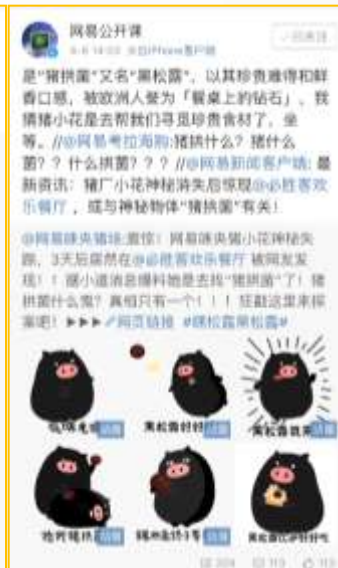 网易公开课
来自iPhone客户端
是“猪拱菌”又名“黑松露”，以其珍贵难得和鲜
香口感，被欧洲人誉为「餐桌上的钻石」，我
猜猪小花是去帮我们寻觅珍贵食材了，坐
等。//@网易考拉海购:猪拱什么？猪什么
菌？？什么拱菌？？？//@网易新闻客户端: 最
新资讯：猪厂小花神秘消失后惊现@必胜客欢
乐餐厅 ，或与神秘物体“猪拱菌”有关！
@网易味央猪场:震惊！网易味央猪小花神秘失
踪，3天后居然在@必胜客欢乐餐厅 被网友发
现！！据小道消息爆料她是去找“猪拱菌”了！猪
拱菌什么鬼？真相只有一个！！！狂戳这里来探
案吧！►►► 网页链接 #嘿松露黑松露#
黑松露好好